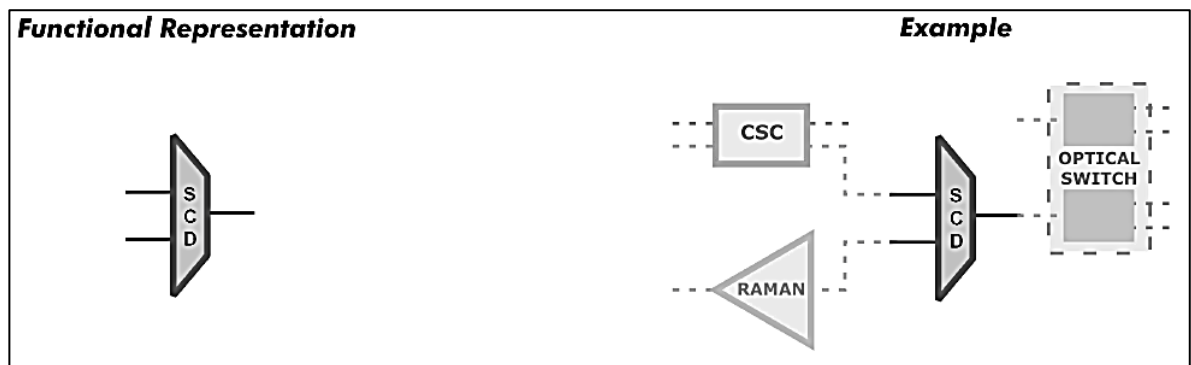 Functional Representation
Example
S
C
D
CSC
RAMAN
S
C
D
OPTICAL
SWITCH